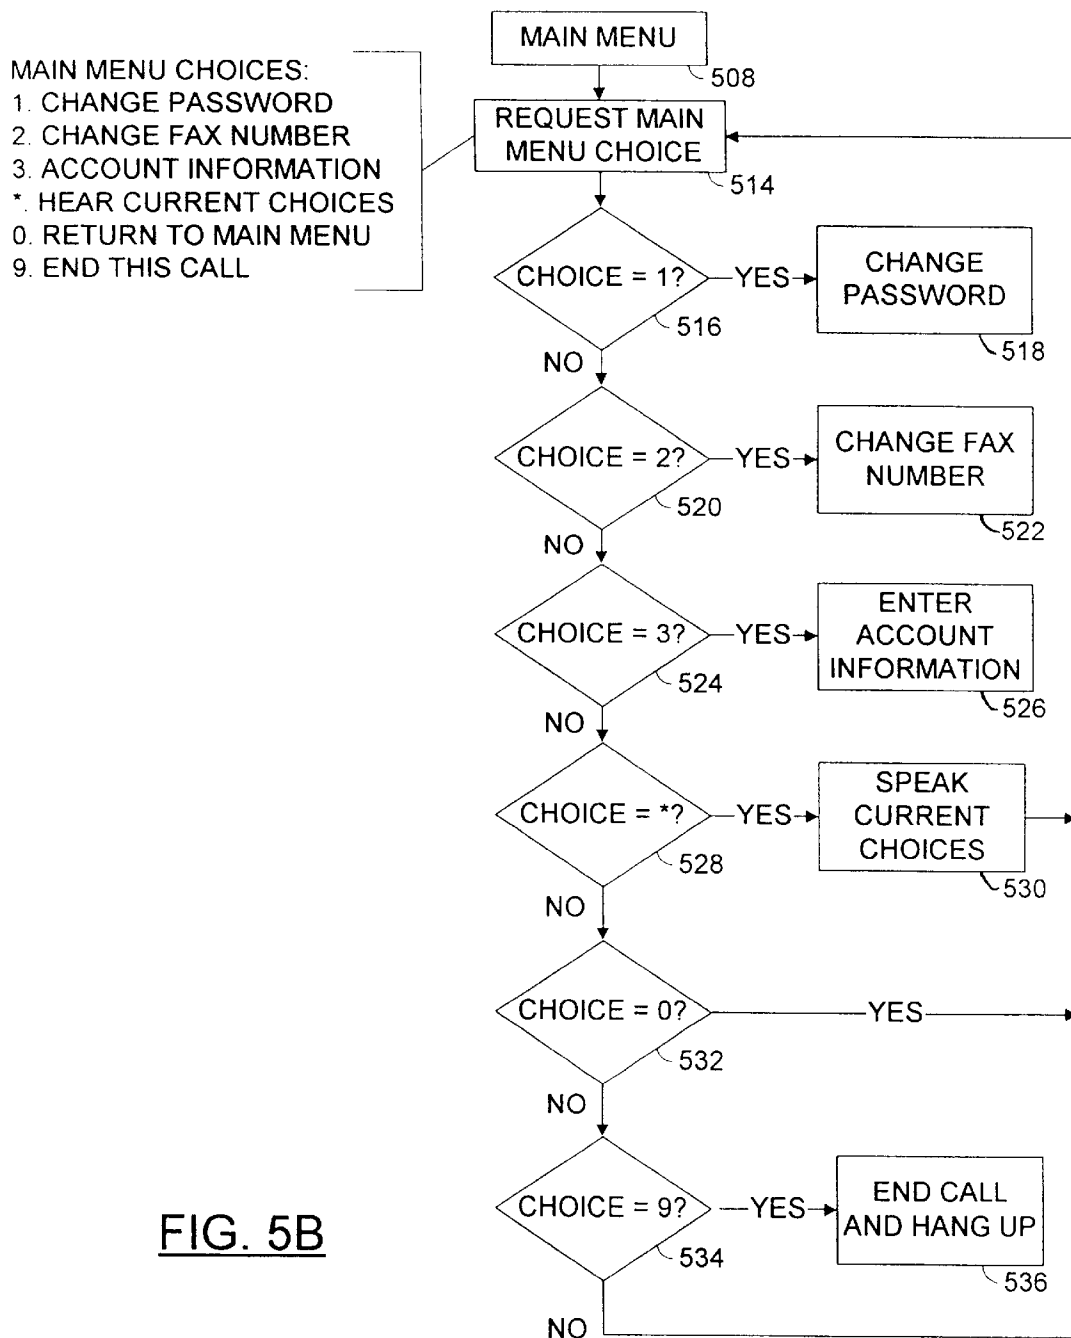 MAIN MENU
508
MAIN MENU CHOICES:
1. CHANGE PASSWORD
2. CHANGE FAX NUMBER
3. ACCOUNT INFORMATION
*. HEAR CURRENT CHOICES
0. RETURN TO MAIN MENU
9. END THIS CALL
REQUEST MAIN
MENU CHOICE
514
CHOICE = 1?
516
YES
CHANGE
PASSWORD
518
NO
CHOICE = 2?
520
YES
CHANGE FAX
NUMBER
522
NO
CHOICE = 3?
524
YES
ENTER
ACCOUNT
INFORMATION
526
NO
CHOICE = *?
528
YES
SPEAK
CURRENT
CHOICES
530
NO
CHOICE = 0?
532
YES
NO
CHOICE = 9?
534
YES
END CALL
AND HANG UP
536
NO
FIG. 5B